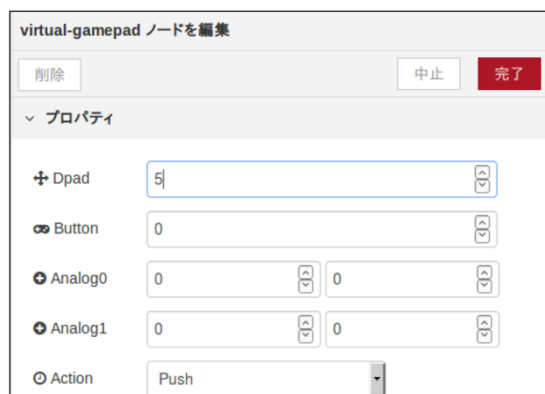 virtual-gamepad ノードを編集
削除 中止 完了
プロパティ
Dpad 5
Button 0
Analog0 0 0
Analog1 0 0
Action Push